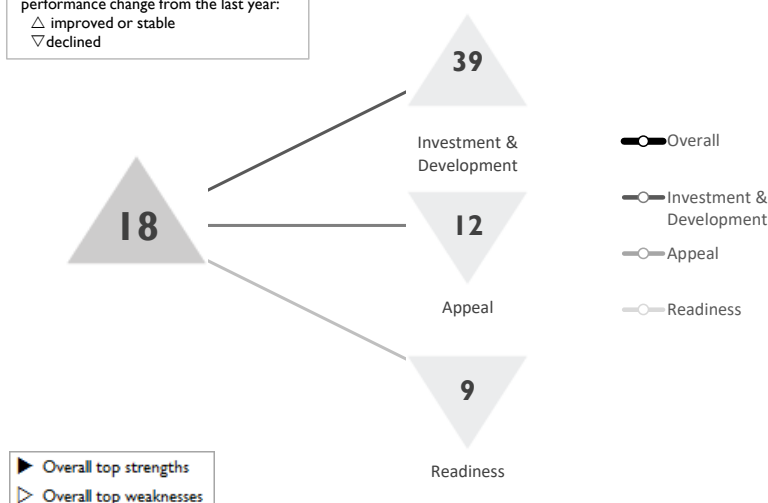 performance change from the last year:
△ improved or stable
▽ declined
39
Investment &
Development
18
12
Appeal
9
Readiness
Overall
Investment &
Development
Appeal
Readiness
▶ Overall top strengths
▷ Overall top weaknesses